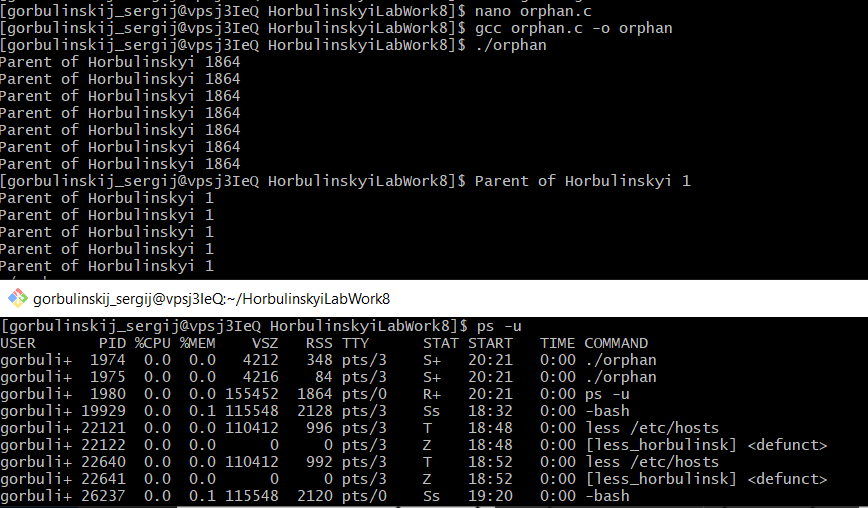 [gorbulinskij_sergij@vpsj3IeQ HorbulinskyiLabWork8]$ nano orphan.c
[gorbulinskij_sergij@vpsj3IeQ HorbulinskyiLabWork8]$ gcc orphan.c -o orphan
[gorbulinskij_sergij@vpsj3IeQ HorbulinskyiLabWork8]$ ./orphan
Parent of Horbulinskyi 1864
Parent of Horbulinskyi 1864
Parent of Horbulinskyi 1864
Parent of Horbulinskyi 1864
Parent of Horbulinskyi 1864
Parent of Horbulinskyi 1864
Parent of Horbulinskyi 1864
[gorbulinskij_sergij@vpsj3IeQ HorbulinskyiLabWork8]$ Parent of Horbulinskyi 1
Parent of Horbulinskyi 1
Parent of Horbulinskyi 1
Parent of Horbulinskyi 1
Parent of Horbulinskyi 1
Parent of Horbulinskyi 1
gorbulinskij_sergij@vpsj3IeQ:~/HorbulinskyiLabWork8
[gorbulinskij_sergij@vpsj3IeQ HorbulinskyiLabWork8]$ ps -u
USER PID %CPU %MEM VSZ RSS TTY STAT START TIME COMMAND
gorbuli+ 1974 0.0 0.0 4212 348 pts/3 S+ 20:21 0:00 ./orphan
gorbuli+ 1975 0.0 0.0 4216 84 pts/3 S+ 20:21 0:00 ./orphan
gorbuli+ 1980 0.0 0.0 155452 1864 pts/0 R+ 20:21 0:00 ps -u
gorbuli+ 19929 0.0 0.1 115548 2128 pts/3 Ss 18:32 0:00 -bash
gorbuli+ 22121 0.0 0.0 110412 996 pts/3 T 18:48 0:00 less /etc/hosts
gorbuli+ 22122 0.0 0.0 0 0 pts/3 Z 18:48 0:00 [less_horbulinsk] <defunct>
gorbuli+ 22640 0.0 0.0 110412 992 pts/3 T 18:52 0:00 less /etc/hosts
gorbuli+ 22641 0.0 0.0 0 0 pts/3 Z 18:52 0:00 [less_horbulinsk] <defunct>
gorbuli+ 26237 0.0 0.1 115548 2120 pts/0 Ss 19:20 0:00 -bash